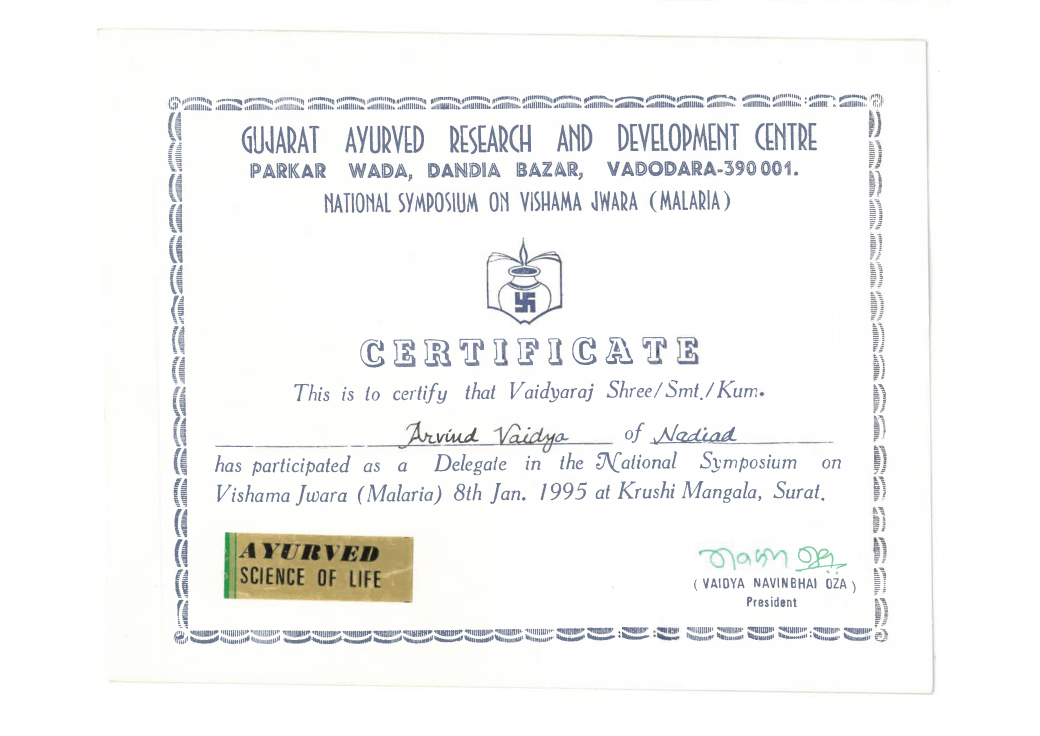 GUJARAT AYURVED RESEARCH AND DEVELOPMENT CENTRE
PARKAR WADA, DANDIA BAZAR, VADODARA-390 001.
NATIONAL SYMPOSIUM ON VISHAMA JWARA (MALARIA)
CERTIFICATE
This is to certify that Vaidyaraj Shree/Smt./Kum.
Arvind Vaidya of Nadiad
has participated as a Delegate in the National Symposium on
Vishama Jwara (Malaria) 8th Jan. 1995 at Krushi Mangala, Surat.
AYURVED
SCIENCE OF LIFE
(VAIDYA NAVINBHAI OZA)
President